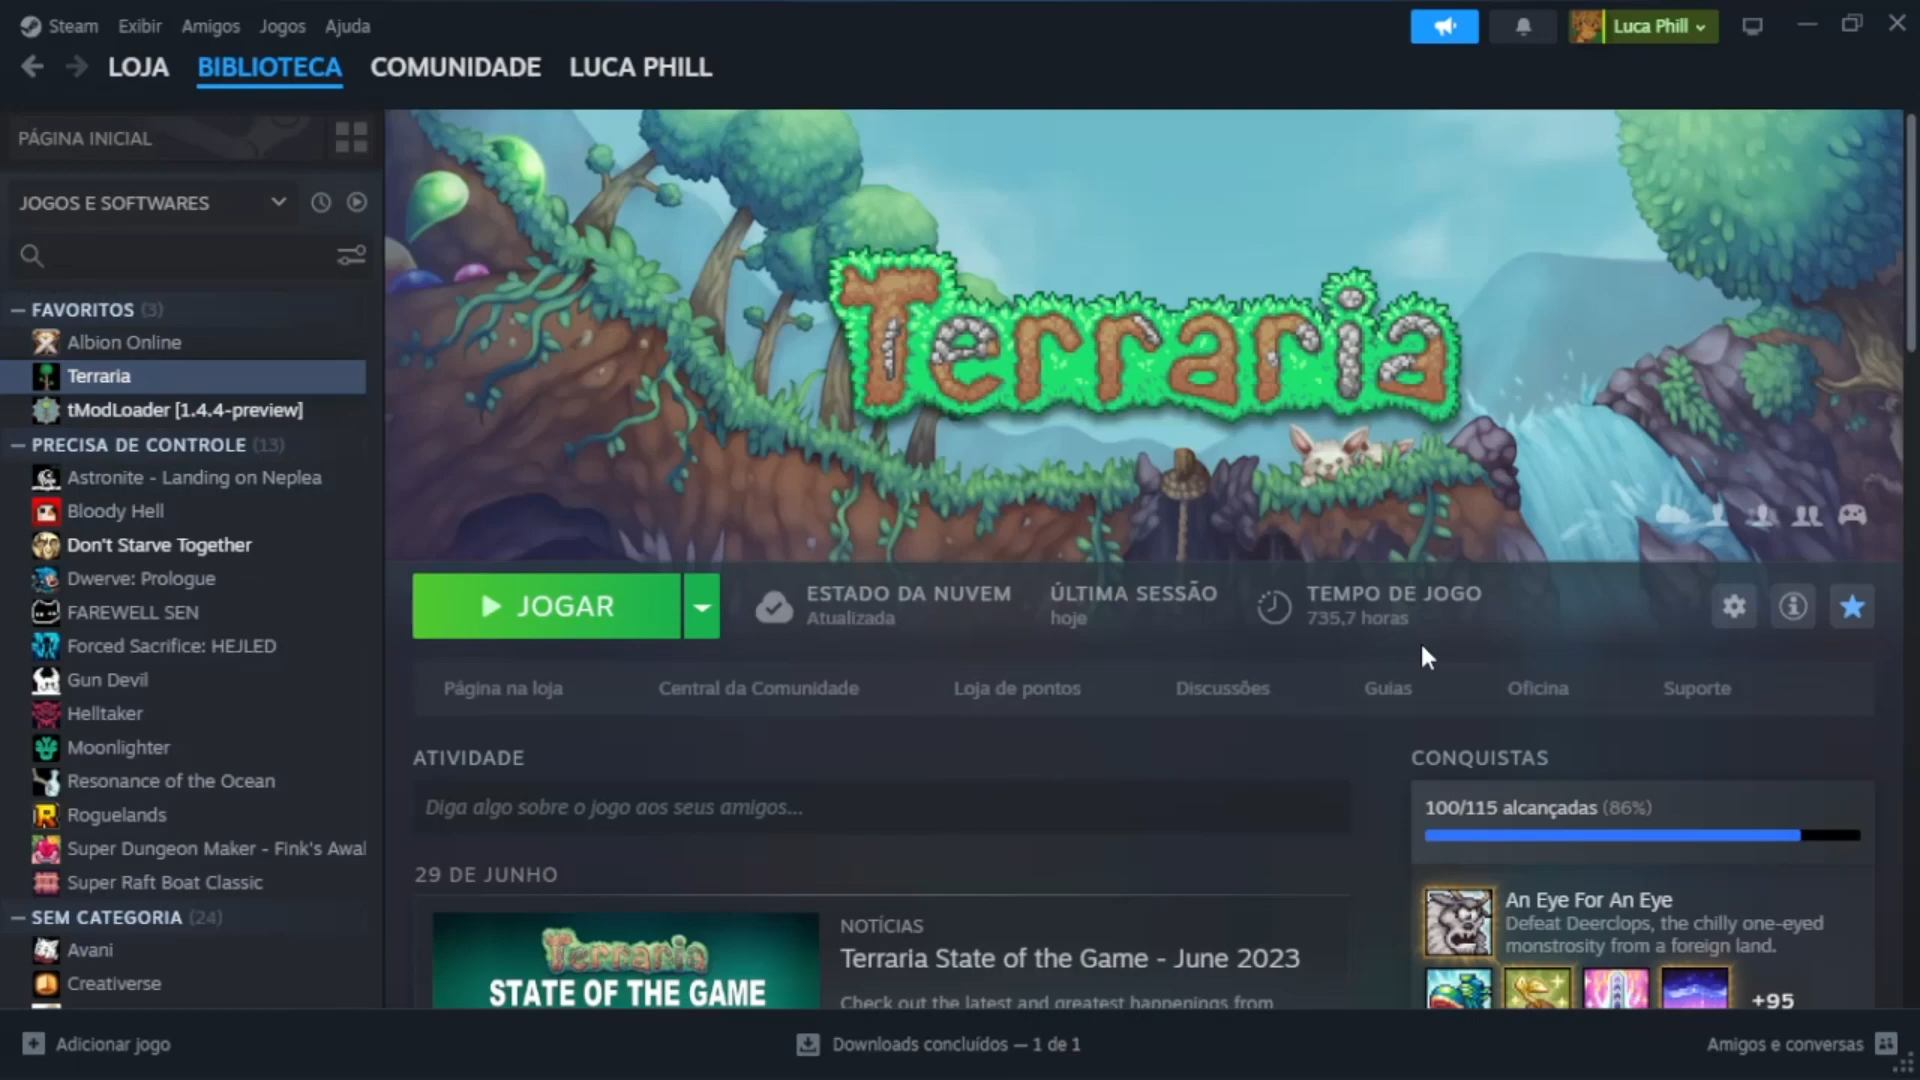 Steam Exibir Amigos Jogos Ajuda
Luca Phill
LOJA BIBLIOTECA COMUNIDADE LUCA PHILL
PÁGINA INICIAL
JOGOS E SOFTWARES
FAVORITOS (3)
Albion Online
Terraria
tModLoader [1.4.4-preview]
PRECISA DE CONTROLE (13)
Astronite - Landing on Neplea
Bloody Hell
Don't Starve Together
Dwerve: Prologue
FAREWELL SEN
Forced Sacrifice: HEJLED
Gun Devil
Helltaker
Moonlighter
Resonance of the Ocean
Roguelands
Super Dungeon Maker - Fink's Awal
Super Raft Boat Classic
SEM CATEGORIA (24)
Avani
Creativerse
Terraria
JOGAR
ESTADO DA NUVEM
Atualizada
ÚLTIMA SESSÃO
hoje
TEMPO DE JOGO
735,7 horas
Página na loja Central da Comunidade Loja de pontos Discussões Guias Oficina Suporte
ATIVIDADE
Diga algo sobre o jogo aos seus amigos...
29 DE JUNHO
Terraria
STATE OF THE GAME
NOTÍCIAS
Terraria State of the Game - June 2023
Check out the latest and greatest happenings from
CONQUISTAS
100/115 alcançadas (86%)
An Eye For An Eye
Defeat Deerclops, the chilly one-eyed
monstrosity from a foreign land.
+95
Adicionar jogo
Downloads concluídos — 1 de 1
Amigos e conversas